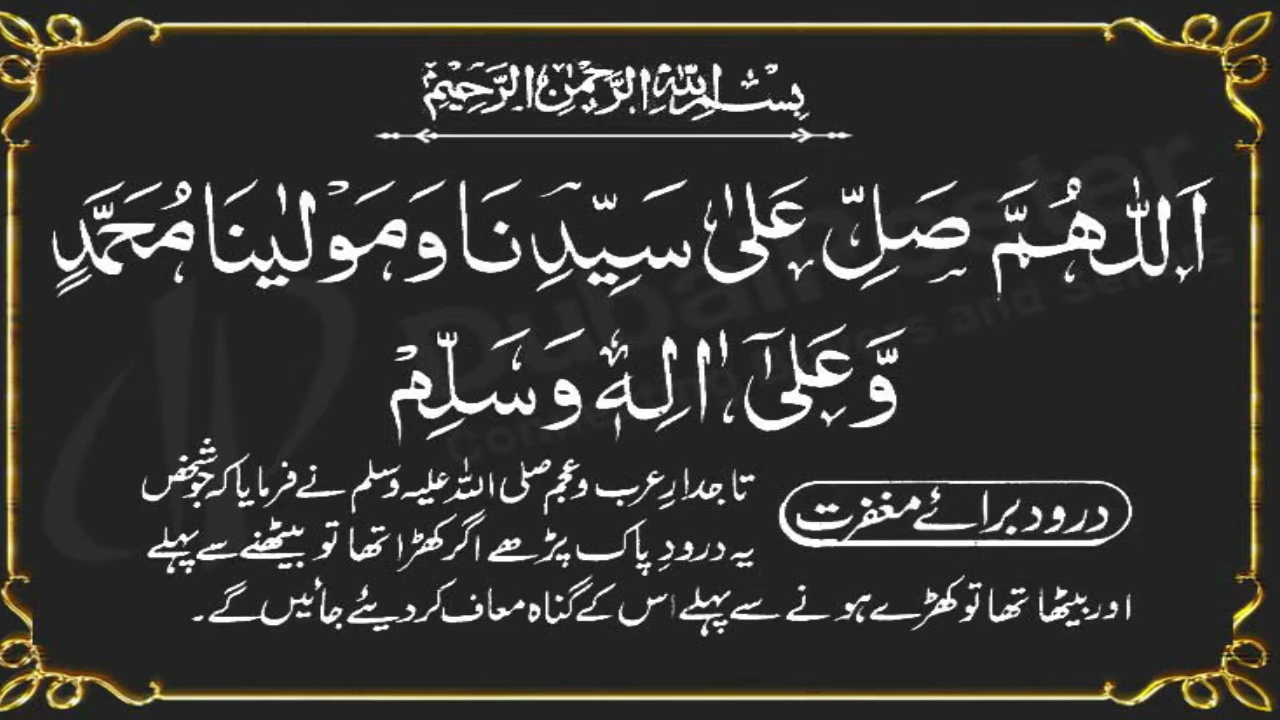 بِسْمِ اللهِ الرَّحْمٰنِ الرَّحِيْمِ
اَللّٰهُمَّ صَلِّ عَلٰی سَیِّدِنَا وَمَوْلٰینَا مُحَمَّدٍ
وَّعَلٰۤی اٰلِهٖ وَسَلِّمْ
درود برائے مغفرت
تاجدارِ عرب و عجم صلی اللہ علیہ وسلم نے فرمایا کہ جو شخص
یہ درودِ پاک پڑھے اگر کھڑا تھا تو بیٹھنے سے پہلے
اور بیٹھا تھا تو کھڑے ہونے سے پہلے اس کے گناہ معاف کر دیئے جائیں گے۔